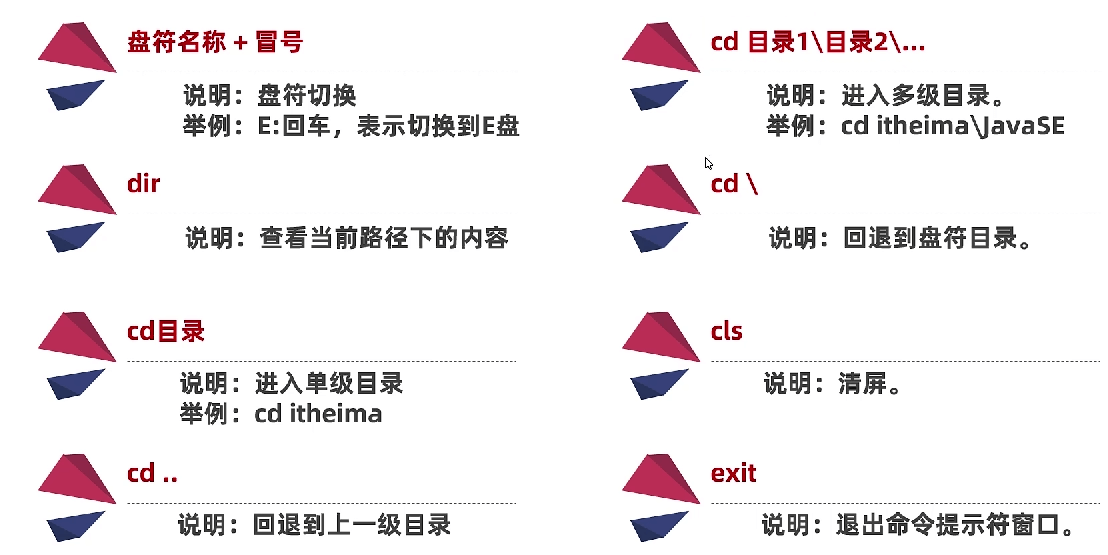 盘符名称 + 冒号
说明：盘符切换
举例：E:回车，表示切换到E盘
dir
说明：查看当前路径下的内容
cd目录
说明：进入单级目录
举例：cd itheima
cd ..
说明：回退到上一级目录
cd 目录1\目录2\...
说明：进入多级目录。
举例：cd itheima\JavaSE
cd \
说明：回退到盘符目录。
cls
说明：清屏。
exit
说明：退出命令提示符窗口。